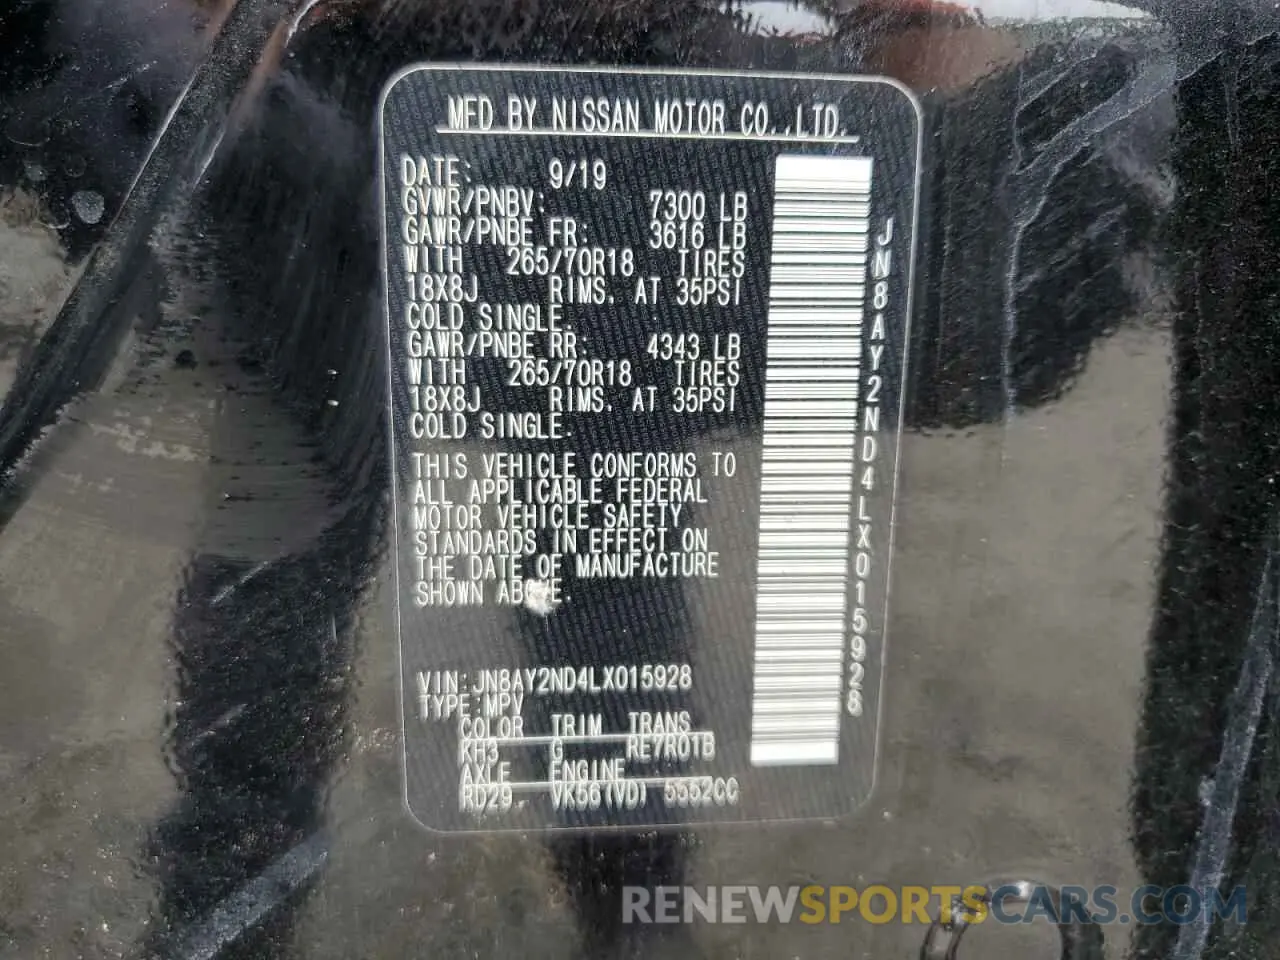 MFD BY NISSAN MOTOR CO.,LTD.
DATE: 9/19
GVWR/PNBV: 7300 LB
GAWR/PNBE FR: 3616 LB
WITH 265/70R18 TIRES
18X8J RIMS. AT 35PSI
COLD SINGLE.
GAWR/PNBE RR: 4343 LB
WITH 265/70R18 TIRES
18X8J RIMS. AT 35PSI
COLD SINGLE.
THIS VEHICLE CONFORMS TO
ALL APPLICABLE FEDERAL
MOTOR VEHICLE SAFETY
STANDARDS IN EFFECT ON
THE DATE OF MANUFACTURE
SHOWN ABOVE.
VIN:JN8AY2ND4LX015928
TYPE:MPV
COLOR TRIM TRANS
KH3 G RE7R01B
AXLE ENGINE
RD29. VK56(VD) 5552CC
JN8AY2ND4LX015928
RENEWSPORTSCARS.COM